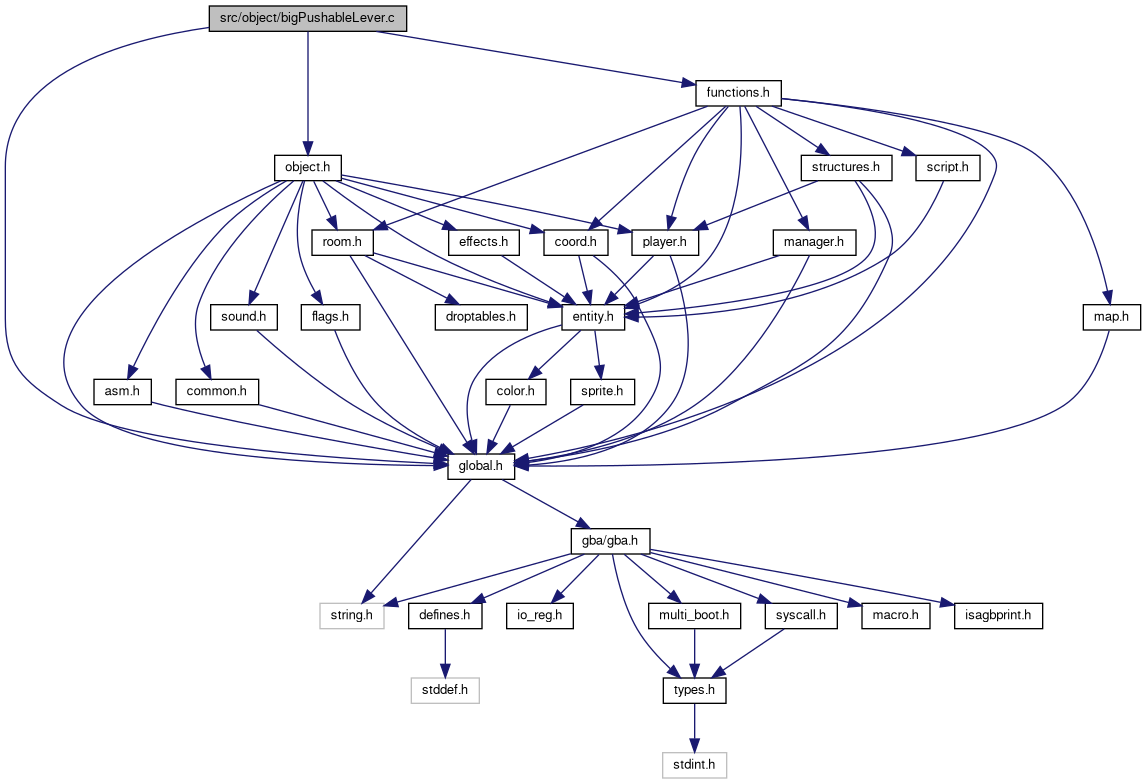 src/object/bigPushableLever.c
functions.h
object.h
structures.h
script.h
room.h
effects.h
coord.h
player.h
manager.h
sound.h
flags.h
droptables.h
entity.h
map.h
asm.h
common.h
color.h
sprite.h
global.h
gba/gba.h
string.h
defines.h
io_reg.h
multi_boot.h
syscall.h
macro.h
isagbprint.h
stddef.h
types.h
stdint.h